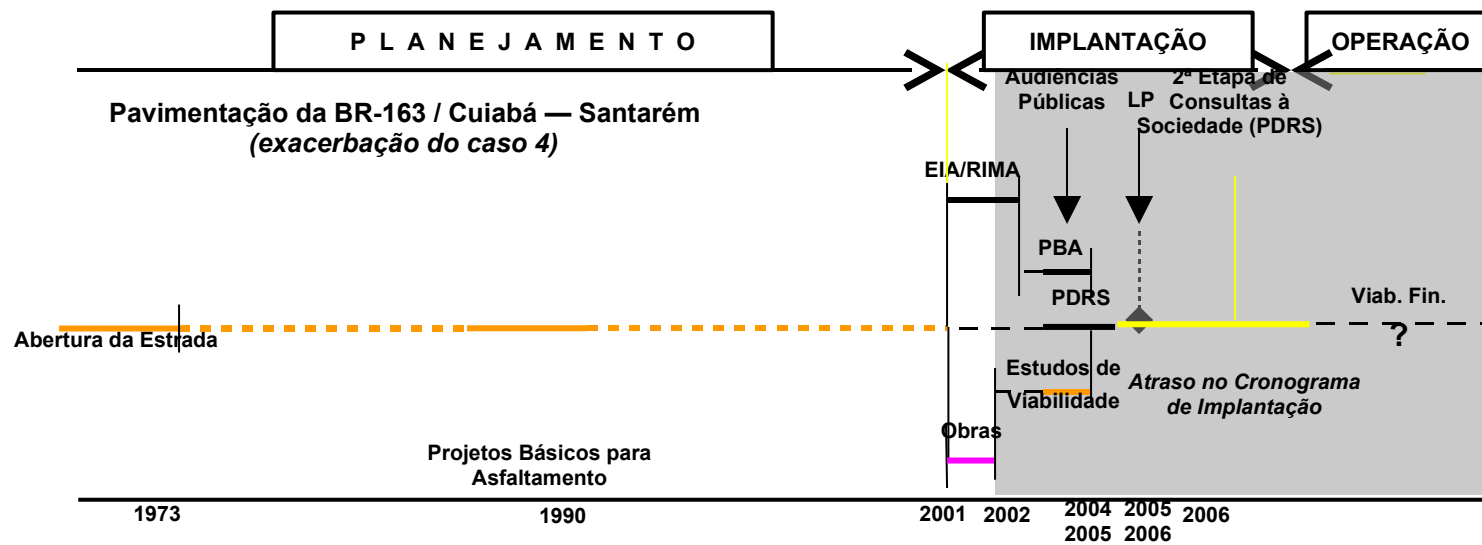 P L A N E J A M E N T O
IMPLANTAÇÃO
OPERAÇÃO
Pavimentação da BR-163 / Cuiabá — Santarém
(exacerbação do caso 4)
Audiências
Públicas
LP
2ª Etapa de
Consultas à
Sociedade (PDRS)
EIA/RIMA
PBA
PDRS
Viab. Fin.
?
Abertura da Estrada
Estudos de
Viabilidade
Atraso no Cronograma
de Implantação
Obras
Projetos Básicos para
Asfaltamento
1973
1990
2001
2002
2004
2005
2005
2006
2006